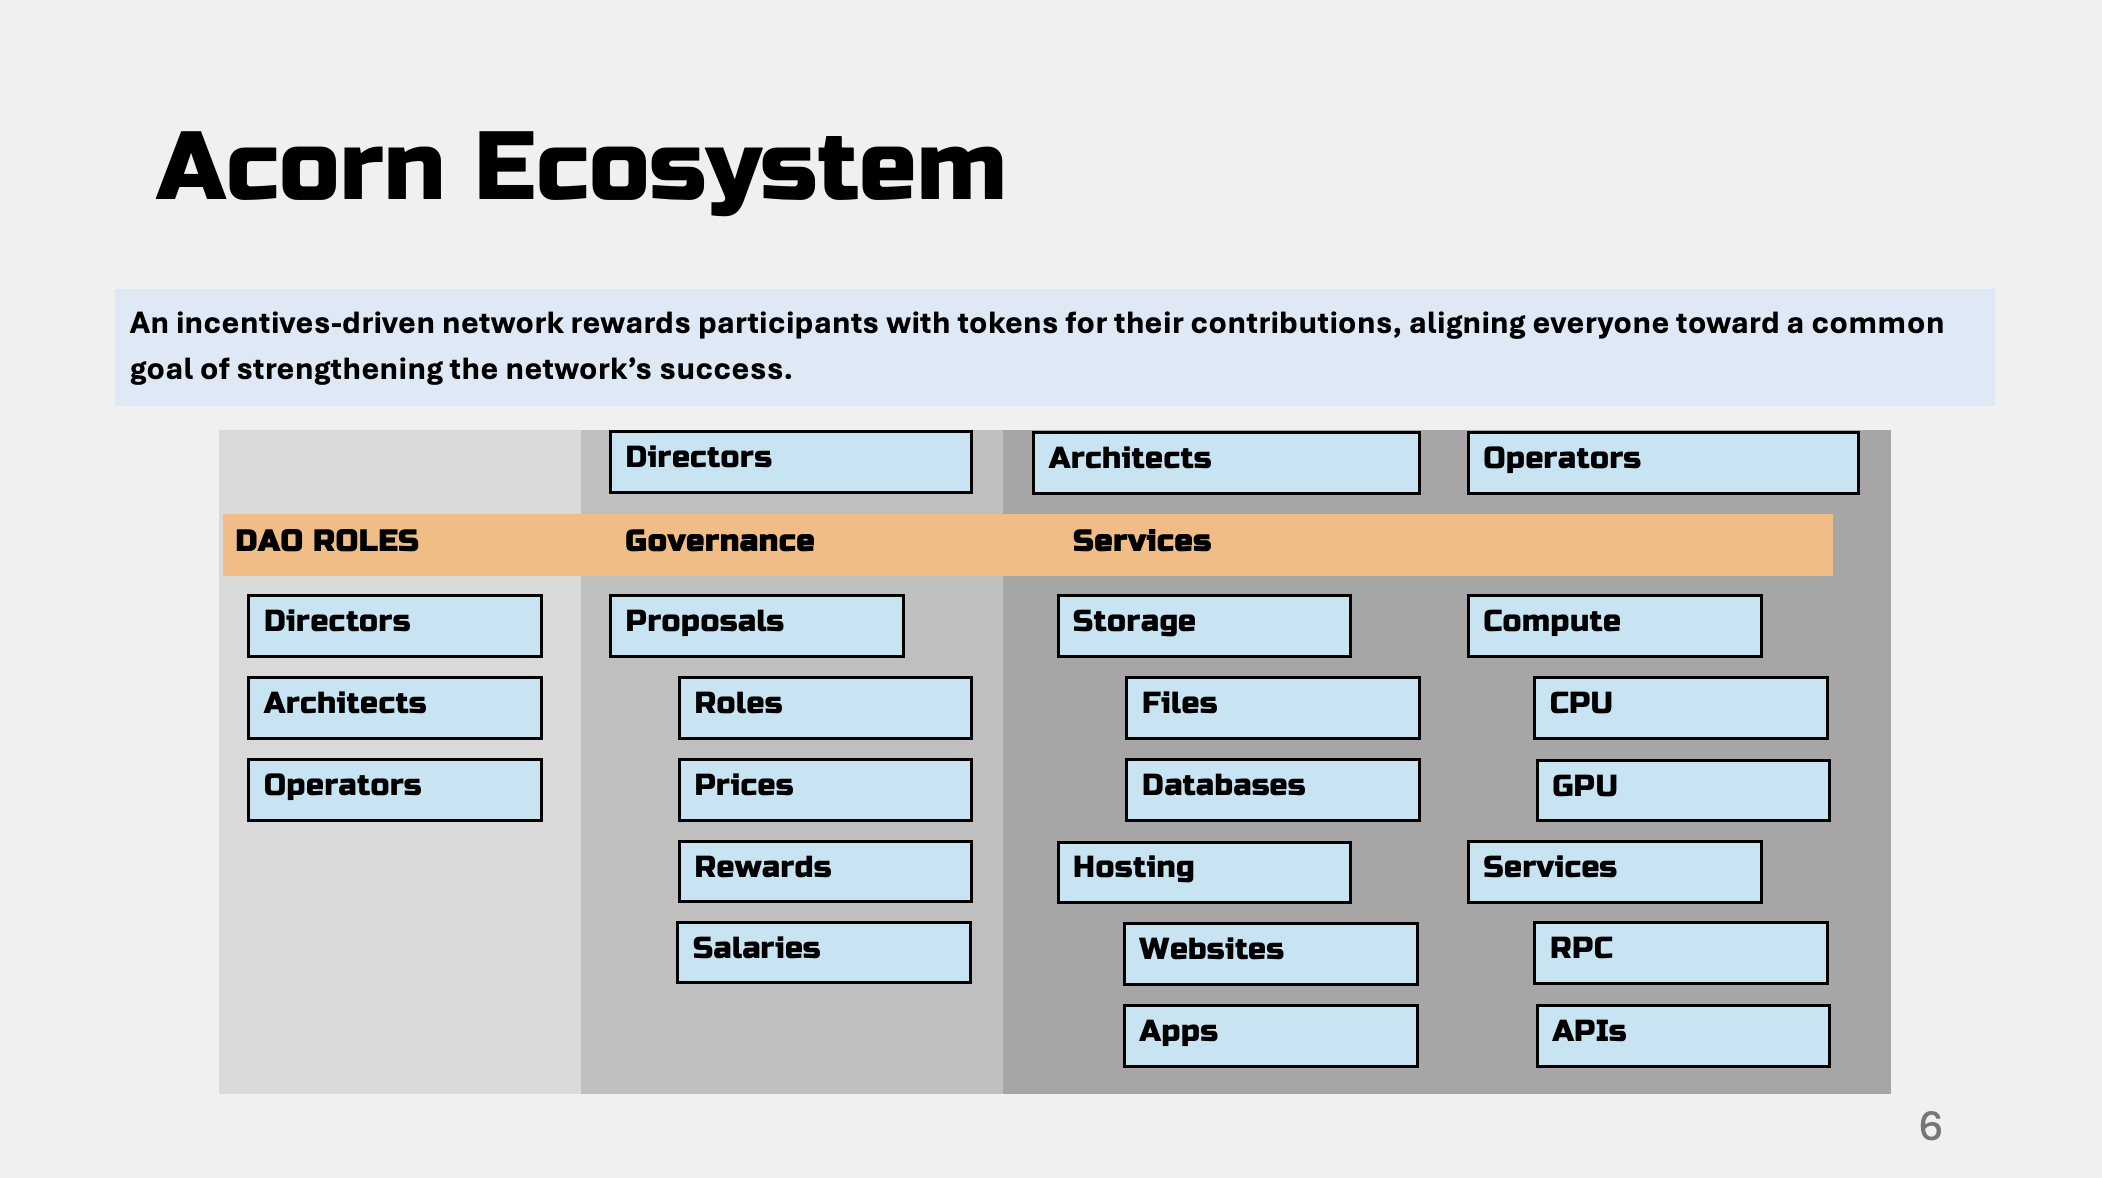 Acorn Ecosystem
An incentives-driven network rewards participants with tokens for their contributions, aligning everyone toward a common
goal of strengthening the network’s success.
Directors
Architects
Operators
DAO ROLES
Governance
Services
Directors
Architects
Operators
Proposals
Roles
Prices
Rewards
Salaries
Storage
Files
Databases
Hosting
Websites
Apps
Compute
CPU
GPU
Services
RPC
APIs
6